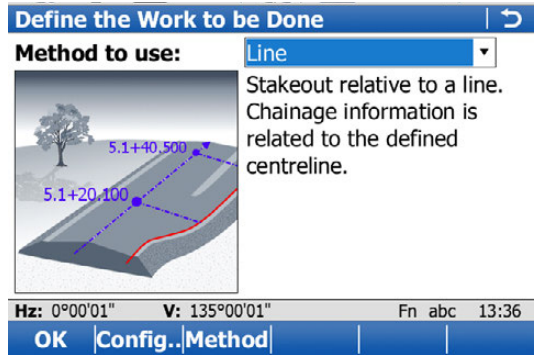 Define the Work to be Done
Method to use: Line
Stakeout relative to a line.
Chainage information is
related to the defined
centreline.
5.1+40.500
5.1+20.100
Hz: 0°00'01" V: 135°00'01" Fn abc 13:36
OK Config.. Method